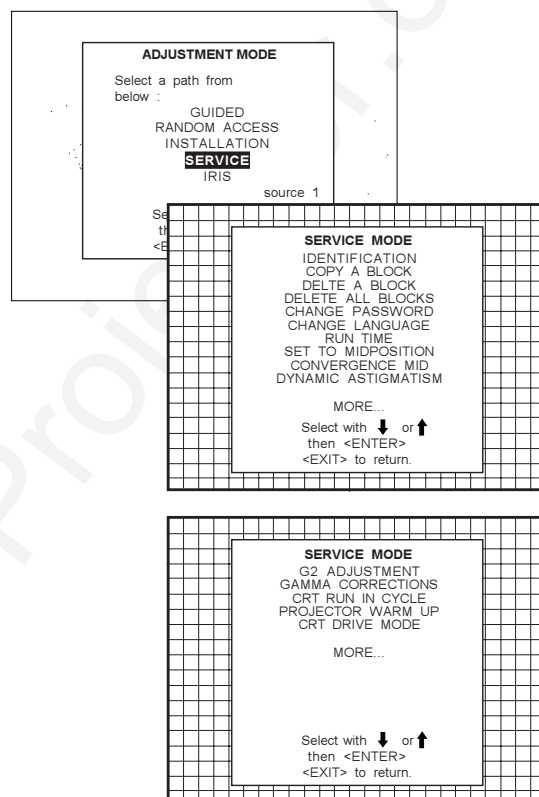 ADJUSTMENT MODE
Select a path from
below :
GUIDED
RANDOM ACCESS
INSTALLATION
SERVICE
IRIS
source 1
Se
th
<E
SERVICE MODE
IDENTIFICATION
COPY A BLOCK
DELTE A BLOCK
DELETE ALL BLOCKS
CHANGE PASSWORD
CHANGE LANGUAGE
RUN TIME
SET TO MIDPOSITION
CONVERGENCE MID
DYNAMIC ASTIGMATISM
MORE...
Select with ⬇ or ⬆
then <ENTER>
<EXIT> to return.
SERVICE MODE
G2 ADJUSTMENT
GAMMA CORRECTIONS
CRT RUN IN CYCLE
PROJECTOR WARM UP
CRT DRIVE MODE
MORE...
Select with ⬇ or ⬆
then <ENTER>
<EXIT> to return.